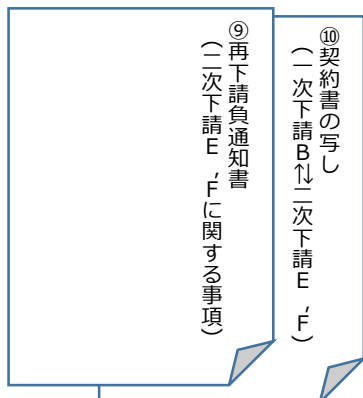 ⑩契約書の写し
（一次下請B⇅二次下請E，F）
⑨再下請負通知書
（二次下請E，Fに関する事項）